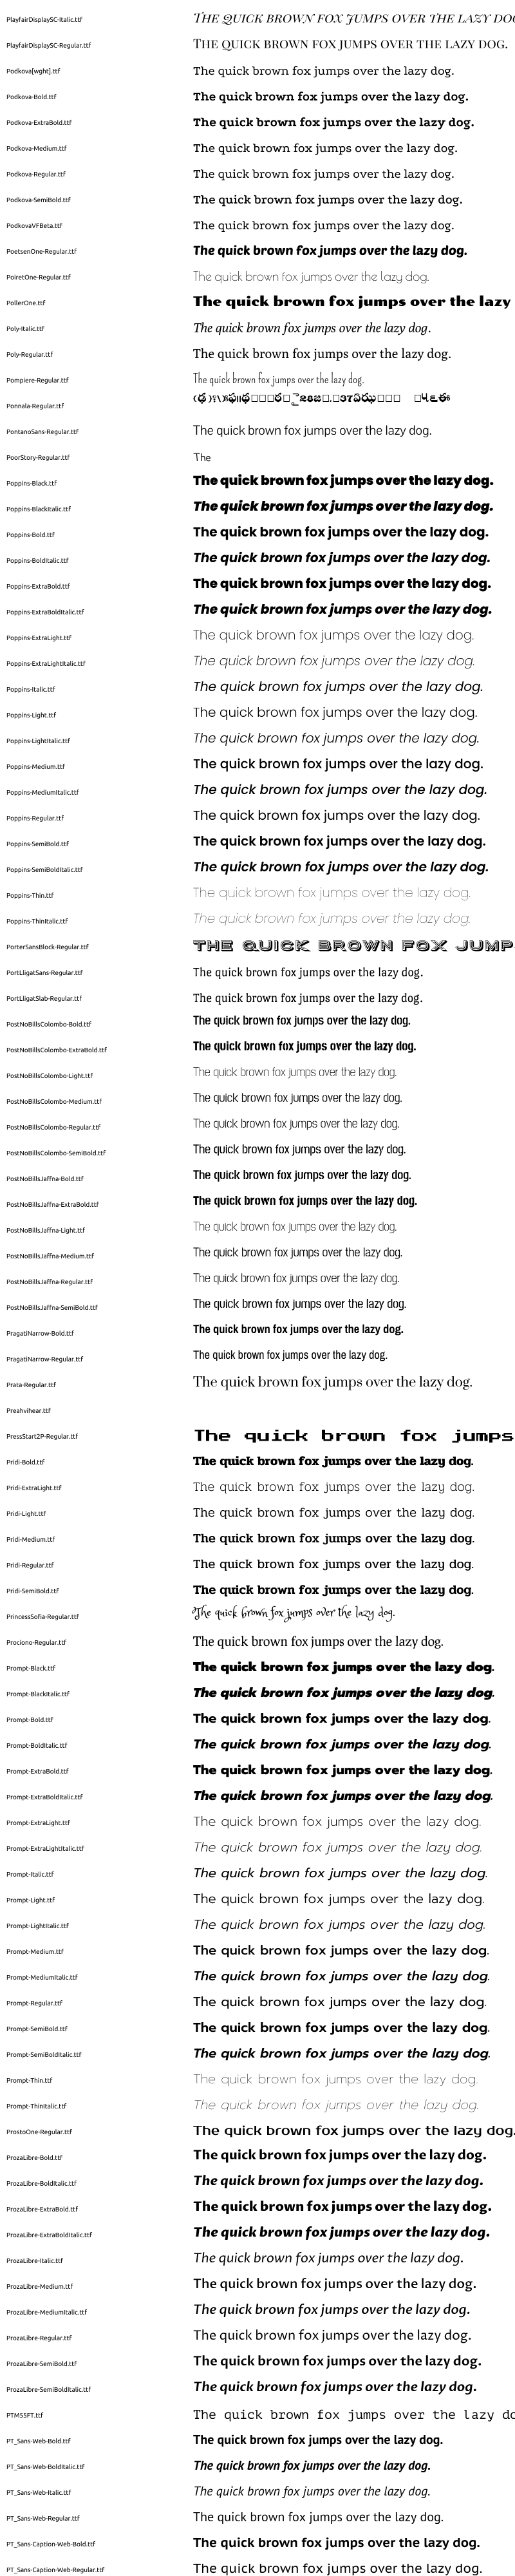 PlayfairDisplaySC-Italic.ttf THE QUICK BROWN FOX JUMPS OVER THE LAZY DO
PlayfairDisplaySC-Regular.ttf THE QUICK BROWN FOX JUMPS OVER THE LAZY DOG.
Podkova[wght].ttf The quick brown fox jumps over the lazy dog.
Podkova-Bold.ttf The quick brown fox jumps over the lazy dog.
Podkova-ExtraBold.ttf The quick brown fox jumps over the lazy dog.
Podkova-Medium.ttf The quick brown fox jumps over the lazy dog.
Podkova-Regular.ttf The quick brown fox jumps over the lazy dog.
Podkova-SemiBold.ttf The quick brown fox jumps over the lazy dog.
PodkovaVFBeta.ttf The quick brown fox jumps over the lazy dog.
PoetsenOne-Regular.ttf The quick brown fox jumps over the lazy dog.
PoiretOne-Regular.ttf The quick brown fox jumps over the lazy dog.
PollerOne.ttf The quick brown fox jumps over the lazy
Poly-Italic.ttf The quick brown fox jumps over the lazy dog.
Poly-Regular.ttf The quick brown fox jumps over the lazy dog.
Pompiere-Regular.ttf The quick brown fox jumps over the lazy dog.
Ponnala-Regular.ttf
PontanoSans-Regular.ttf The quick brown fox jumps over the lazy dog.
PoorStory-Regular.ttf The
Poppins-Black.ttf The quick brown fox jumps over the lazy dog.
Poppins-BlackItalic.ttf The quick brown fox jumps over the lazy dog.
Poppins-Bold.ttf The quick brown fox jumps over the lazy dog.
Poppins-BoldItalic.ttf The quick brown fox jumps over the lazy dog.
Poppins-ExtraBold.ttf The quick brown fox jumps over the lazy dog.
Poppins-ExtraBoldItalic.ttf The quick brown fox jumps over the lazy dog.
Poppins-ExtraLight.ttf The quick brown fox jumps over the lazy dog.
Poppins-ExtraLightItalic.ttf The quick brown fox jumps over the lazy dog.
Poppins-Italic.ttf The quick brown fox jumps over the lazy dog.
Poppins-Light.ttf The quick brown fox jumps over the lazy dog.
Poppins-LightItalic.ttf The quick brown fox jumps over the lazy dog.
Poppins-Medium.ttf The quick brown fox jumps over the lazy dog.
Poppins-MediumItalic.ttf The quick brown fox jumps over the lazy dog.
Poppins-Regular.ttf The quick brown fox jumps over the lazy dog.
Poppins-SemiBold.ttf The quick brown fox jumps over the lazy dog.
Poppins-SemiBoldItalic.ttf The quick brown fox jumps over the lazy dog.
Poppins-Thin.ttf The quick brown fox jumps over the lazy dog.
Poppins-ThinItalic.ttf The quick brown fox jumps over the lazy dog.
PorterSansBlock-Regular.ttf THE QUICK BROWN FOX JUMP
PortLligatSans-Regular.ttf The quick brown fox jumps over the lazy dog.
PortLligatSlab-Regular.ttf The quick brown fox jumps over the lazy dog.
PostNoBillsColombo-Bold.ttf The quick brown fox jumps over the lazy dog.
PostNoBillsColombo-ExtraBold.ttf The quick brown fox jumps over the lazy dog.
PostNoBillsColombo-Light.ttf The quick brown fox jumps over the lazy dog.
PostNoBillsColombo-Medium.ttf The quick brown fox jumps over the lazy dog.
PostNoBillsColombo-Regular.ttf The quick brown fox jumps over the lazy dog.
PostNoBillsColombo-SemiBold.ttf The quick brown fox jumps over the lazy dog.
PostNoBillsJaffna-Bold.ttf The quick brown fox jumps over the lazy dog.
PostNoBillsJaffna-ExtraBold.ttf The quick brown fox jumps over the lazy dog.
PostNoBillsJaffna-Light.ttf The quick brown fox jumps over the lazy dog.
PostNoBillsJaffna-Medium.ttf The quick brown fox jumps over the lazy dog.
PostNoBillsJaffna-Regular.ttf The quick brown fox jumps over the lazy dog.
PostNoBillsJaffna-SemiBold.ttf The quick brown fox jumps over the lazy dog.
PragatiNarrow-Bold.ttf The quick brown fox jumps over the lazy dog.
PragatiNarrow-Regular.ttf The quick brown fox jumps over the lazy dog.
Prata-Regular.ttf The quick brown fox jumps over the lazy dog.
Preahvihear.ttf
PressStart2P-Regular.ttf The quick brown fox jumps
Pridi-Bold.ttf The quick brown fox jumps over the lazy dog.
Pridi-ExtraLight.ttf The quick brown fox jumps over the lazy dog.
Pridi-Light.ttf The quick brown fox jumps over the lazy dog.
Pridi-Medium.ttf The quick brown fox jumps over the lazy dog.
Pridi-Regular.ttf The quick brown fox jumps over the lazy dog.
Pridi-SemiBold.ttf The quick brown fox jumps over the lazy dog.
PrincessSofia-Regular.ttf The quick brown fox jumps over the lazy dog.
Prociono-Regular.ttf The quick brown fox jumps over the lazy dog.
Prompt-Black.ttf The quick brown fox jumps over the lazy dog.
Prompt-BlackItalic.ttf The quick brown fox jumps over the lazy dog.
Prompt-Bold.ttf The quick brown fox jumps over the lazy dog.
Prompt-BoldItalic.ttf The quick brown fox jumps over the lazy dog.
Prompt-ExtraBold.ttf The quick brown fox jumps over the lazy dog.
Prompt-ExtraBoldItalic.ttf The quick brown fox jumps over the lazy dog.
Prompt-ExtraLight.ttf The quick brown fox jumps over the lazy dog.
Prompt-ExtraLightItalic.ttf The quick brown fox jumps over the lazy dog.
Prompt-Italic.ttf The quick brown fox jumps over the lazy dog.
Prompt-Light.ttf The quick brown fox jumps over the lazy dog.
Prompt-LightItalic.ttf The quick brown fox jumps over the lazy dog.
Prompt-Medium.ttf The quick brown fox jumps over the lazy dog.
Prompt-MediumItalic.ttf The quick brown fox jumps over the lazy dog.
Prompt-Regular.ttf The quick brown fox jumps over the lazy dog.
Prompt-SemiBold.ttf The quick brown fox jumps over the lazy dog.
Prompt-SemiBoldItalic.ttf The quick brown fox jumps over the lazy dog.
Prompt-Thin.ttf The quick brown fox jumps over the lazy dog.
Prompt-ThinItalic.ttf The quick brown fox jumps over the lazy dog.
ProstoOne-Regular.ttf The quick brown fox jumps over the lazy dog.
ProzaLibre-Bold.ttf The quick brown fox jumps over the lazy dog.
ProzaLibre-BoldItalic.ttf The quick brown fox jumps over the lazy dog.
ProzaLibre-ExtraBold.ttf The quick brown fox jumps over the lazy dog.
ProzaLibre-ExtraBoldItalic.ttf The quick brown fox jumps over the lazy dog.
ProzaLibre-Italic.ttf The quick brown fox jumps over the lazy dog.
ProzaLibre-Medium.ttf The quick brown fox jumps over the lazy dog.
ProzaLibre-MediumItalic.ttf The quick brown fox jumps over the lazy dog.
ProzaLibre-Regular.ttf The quick brown fox jumps over the lazy dog.
ProzaLibre-SemiBold.ttf The quick brown fox jumps over the lazy dog.
ProzaLibre-SemiBoldItalic.ttf The quick brown fox jumps over the lazy dog.
PTM55FT.ttf The quick brown fox jumps over the lazy do
PT_Sans-Web-Bold.ttf The quick brown fox jumps over the lazy dog.
PT_Sans-Web-BoldItalic.ttf The quick brown fox jumps over the lazy dog.
PT_Sans-Web-Italic.ttf The quick brown fox jumps over the lazy dog.
PT_Sans-Web-Regular.ttf The quick brown fox jumps over the lazy dog.
PT_Sans-Caption-Web-Bold.ttf The quick brown fox jumps over the lazy dog.
PT_Sans-Caption-Web-Regular.ttf The quick brown fox jumps over the lazy dog.